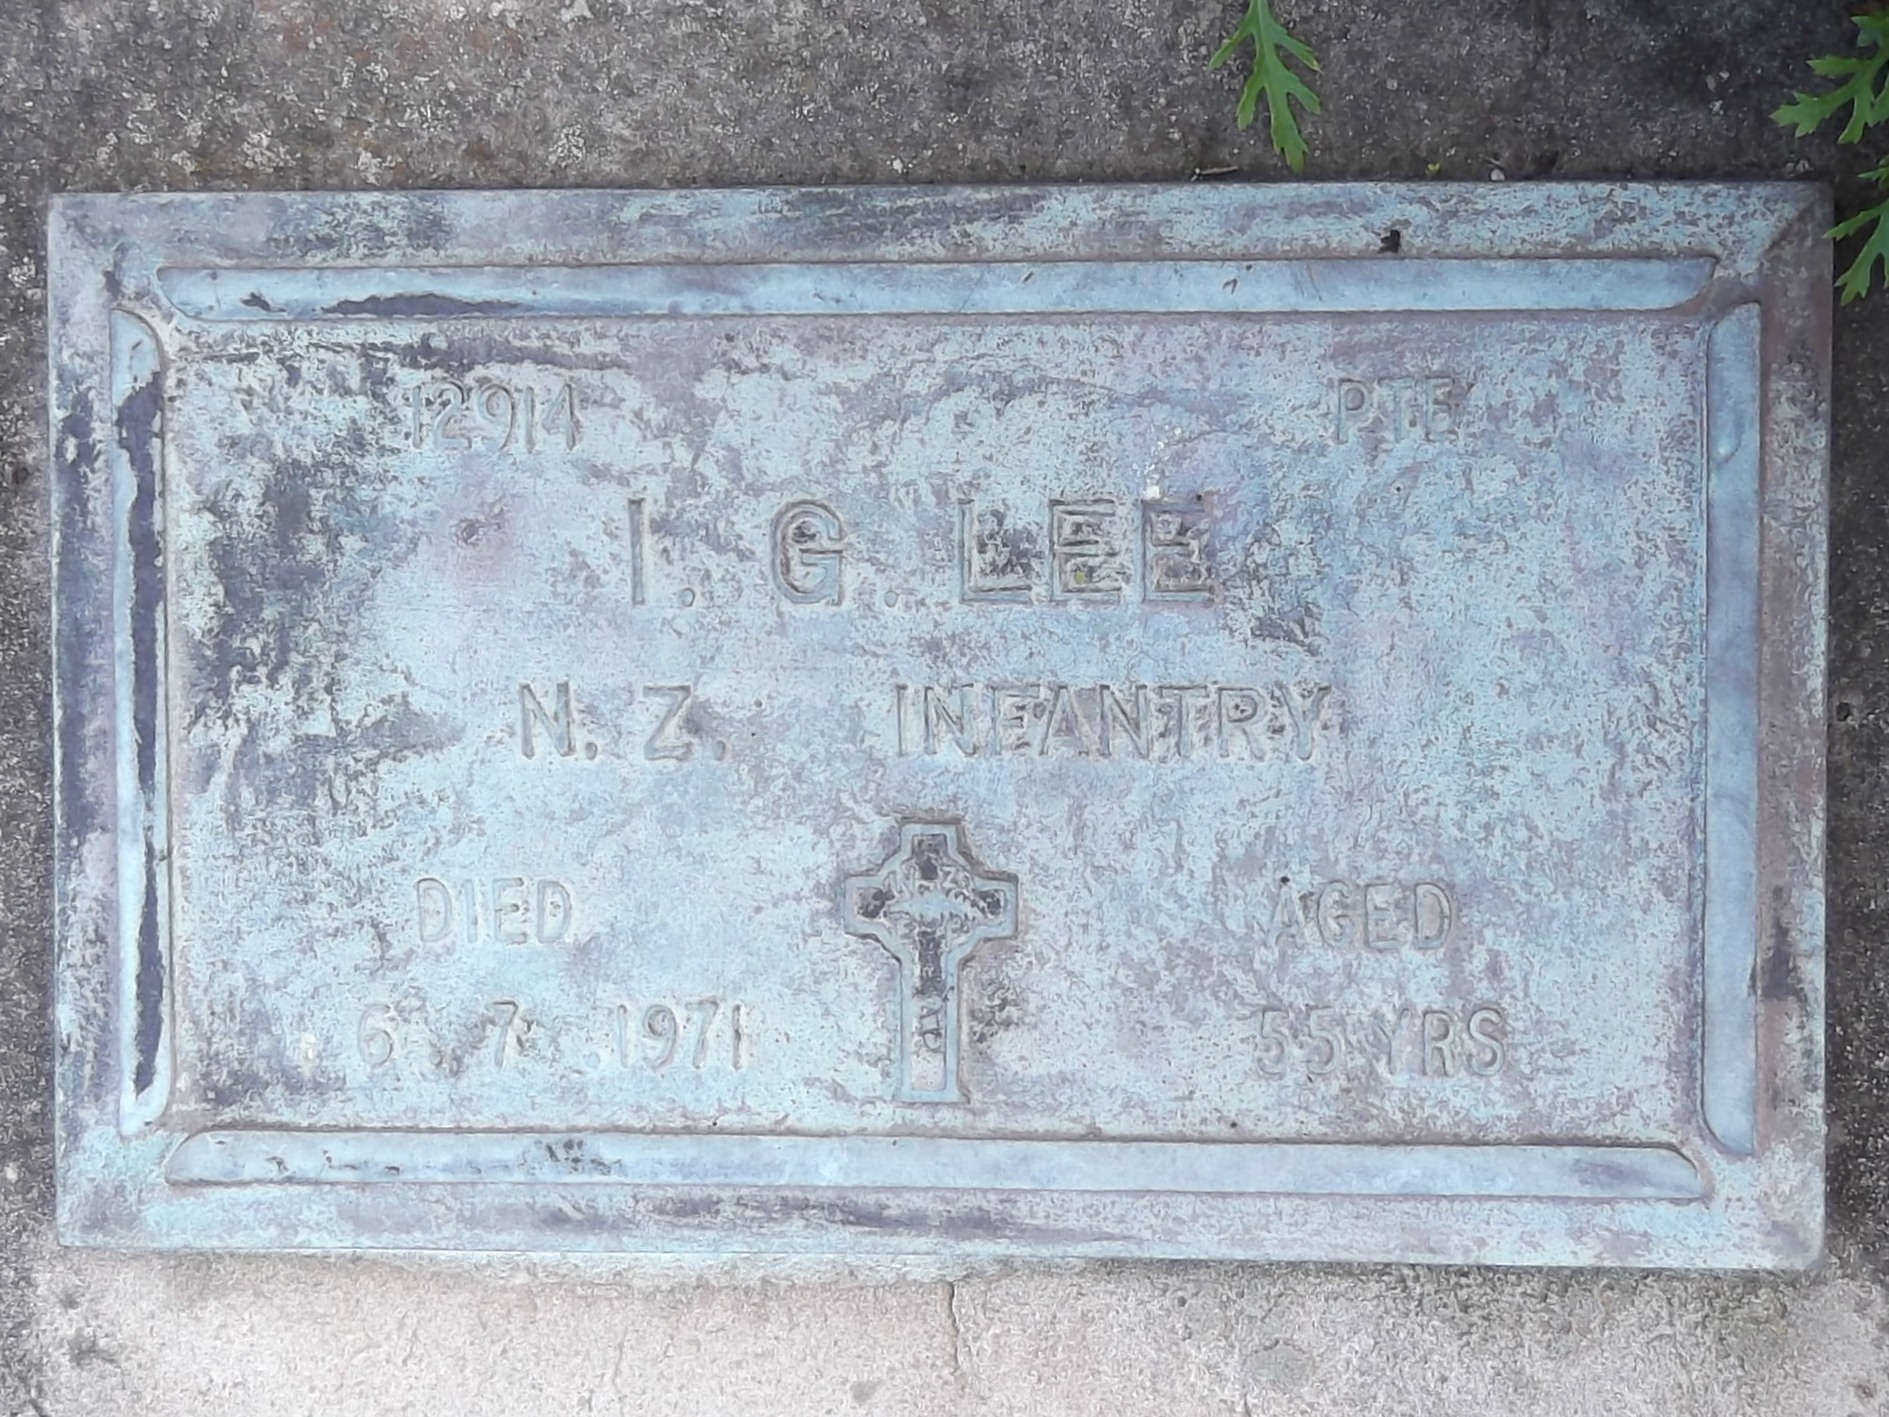 12914 PTE
I. G. LEE
N. Z. INFANTRY
N.Z.
DIED AGED
6 . 7 . 1971 55 YRS